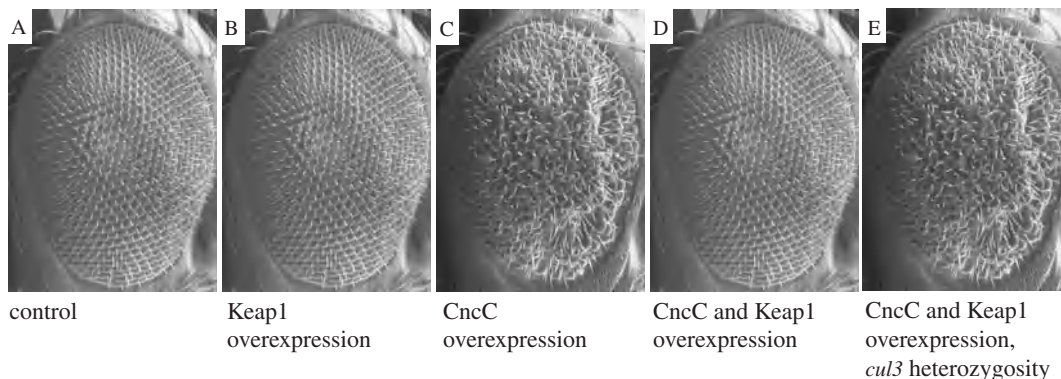 A
B
C
D
E
control
Keap1
overexpression
CncC
overexpression
CncC and Keap1
overexpression
CncC and Keap1
overexpression,
cul3 heterozygosity